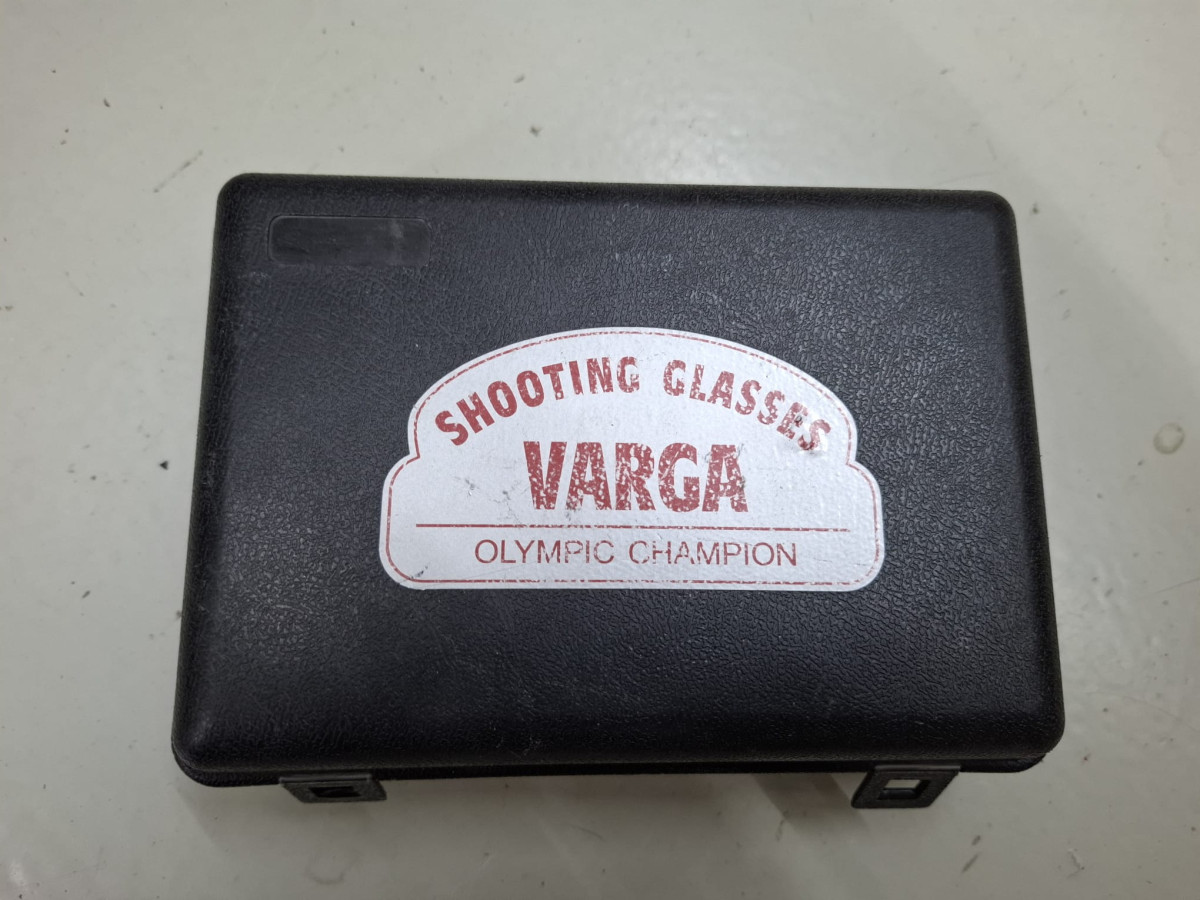 SHOOTING GLASSES
VARGA
OLYMPIC CHAMPION